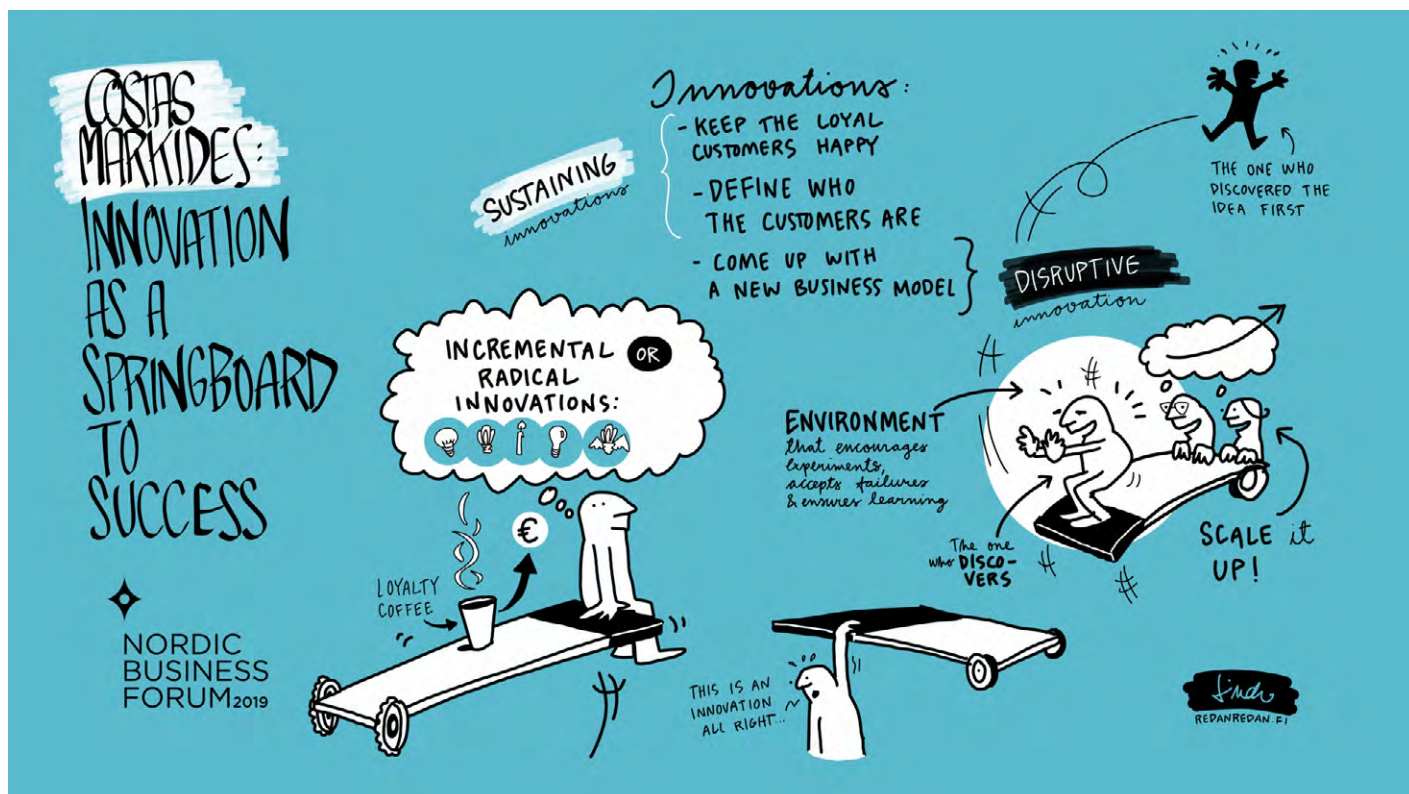 COSTAS
MARKIDES:
INNOVATION
AS A
SPRINGBOARD
TO
SUCCESS
NORDIC
BUSINESS
FORUM2019
SUSTAINING
innovations
Innovations:
- KEEP THE LOYAL
CUSTOMERS HAPPY
- DEFINE WHO
THE CUSTOMERS ARE
- COME UP WITH
A NEW BUSINESS MODEL
DISRUPTIVE
innovation
THE ONE WHO
DISCOVERED THE
IDEA FIRST
INCREMENTAL OR
RADICAL
INNOVATIONS:
€
LOYALTY
COFFEE
ENVIRONMENT
that encourages
experiments,
accepts failures
& ensures learning
The one
who DISCO-
VERS
SCALE it
UP!
THIS IS AN
INNOVATION
ALL RIGHT...
REDANREDAN.FI